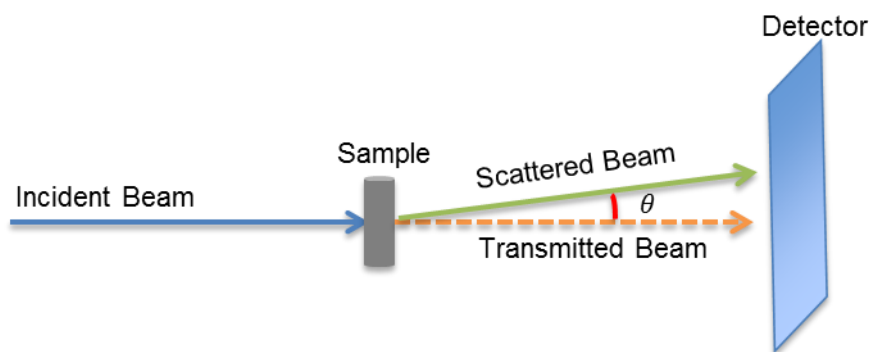 Detector
Sample
Scattered Beam
Incident Beam
θ
Transmitted Beam